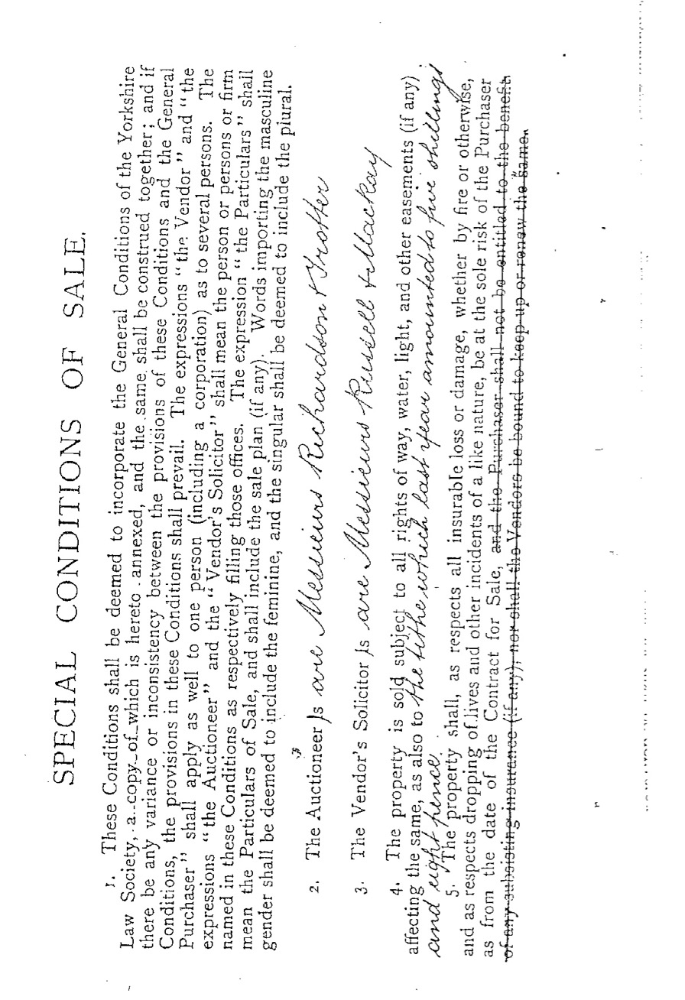 SPECIAL CONDITIONS OF SALE.
1. These Conditions shall be deemed to incorporate the General Conditions of the Yorkshire
Law Society, a copy of which is hereto annexed, and the same shall be construed together; and if
there be any variance or inconsistency between the provisions of these Conditions and the General
Conditions, the provisions in these Conditions shall prevail. The expressions "the Vendor" and "the
Purchaser" shall apply as well to one person (including a corporation) as to several persons. The
expressions "the Auctioneer" and the "Vendor's Solicitor" shall mean the person or persons or firm
named in these Conditions as respectively filling those offices. The expression "the Particulars" shall
mean the Particulars of Sale, and shall include the sale plan (if any). Words importing the masculine
gender shall be deemed to include the feminine, and the singular shall be deemed to include the plural.
2. The Auctioneer is are Messieurs Richardson & Trotter
3. The Vendor's Solicitor is are Messieurs Russell & Mackay
4. The property is sold subject to all rights of way, water, light, and other easements (if any)
affecting the same, as also to the tithe which last year amounted to five shillings
and eight pence.
5. The property shall, as respects all insurable loss or damage, whether by fire or otherwise,
and as respects dropping of lives and other incidents of a like nature, be at the sole risk of the Purchaser
as from the date of the Contract for Sale, and the Purchaser shall not be entitled to the benefit
of any subsisting insurance (if any), nor shall the Vendors be bound to keep up or renew the same.